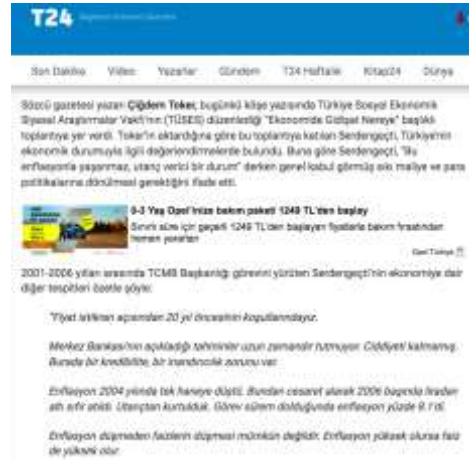 T24
Son Dakika Video Yazarlar Gündem T24 Haftalık Kitap24 Dünya
Sözcü gazetesi yazarı Çiğdem Toker, bugünkü köşe yazısında Türkiye Sosyal Ekonomik
Siyasal Araştırmalar Vakfı'nın (TÜSES) düzenlediği "Ekonomide Gidişat Nereye" başlıklı
toplantıya yer verdi. Toker'in aktardığına göre bu toplantıya katılan Serdengeçti, Türkiye'nin
ekonomik durumuyla ilgili değerlendirmelerde bulundu. Buna göre Serdengeçti, "Bu
enflasyonla yaşanmaz, utanç verici bir durum" derken genel kabul görmüş sıkı maliye ve para
politikalarına dönülmesi gerektiğini ifade etti.
0-3 Yaş Opel'inize bakım paketi 1249 TL'den başlay
Sınırlı süre için geçerli 1249 TL'den başlayan fiyatlarla bakım fırsatından
hemen yararlan
Opel Türkiye
2001-2006 yılları arasında TCMB Başkanlığı görevini yürüten Serdengeçti'nin ekonomiye dair
diğer tespitleri özetle şöyle:
"Fiyat istikrarı açısından 20 yıl öncesinin koşullarındayız.
Merkez Bankası'nın açıkladığı tahminler uzun zamandır tutmuyor. Ciddiyeti kalmamış.
Burada bir kredibilite, bir inandırıcılık sorunu var.
Enflasyon 2004 yılında tek haneye düştü. Bundan cesaret alarak 2006 başında liradan
altı sıfır atıldı. Utançtan kurtulduk. Görev sürem dolduğunda enflasyon yüzde 8.1'di.
Enflasyon düşmeden faizlerin düşmesi mümkün değildir. Enflasyon yüksek olursa faiz
de yüksek olur.